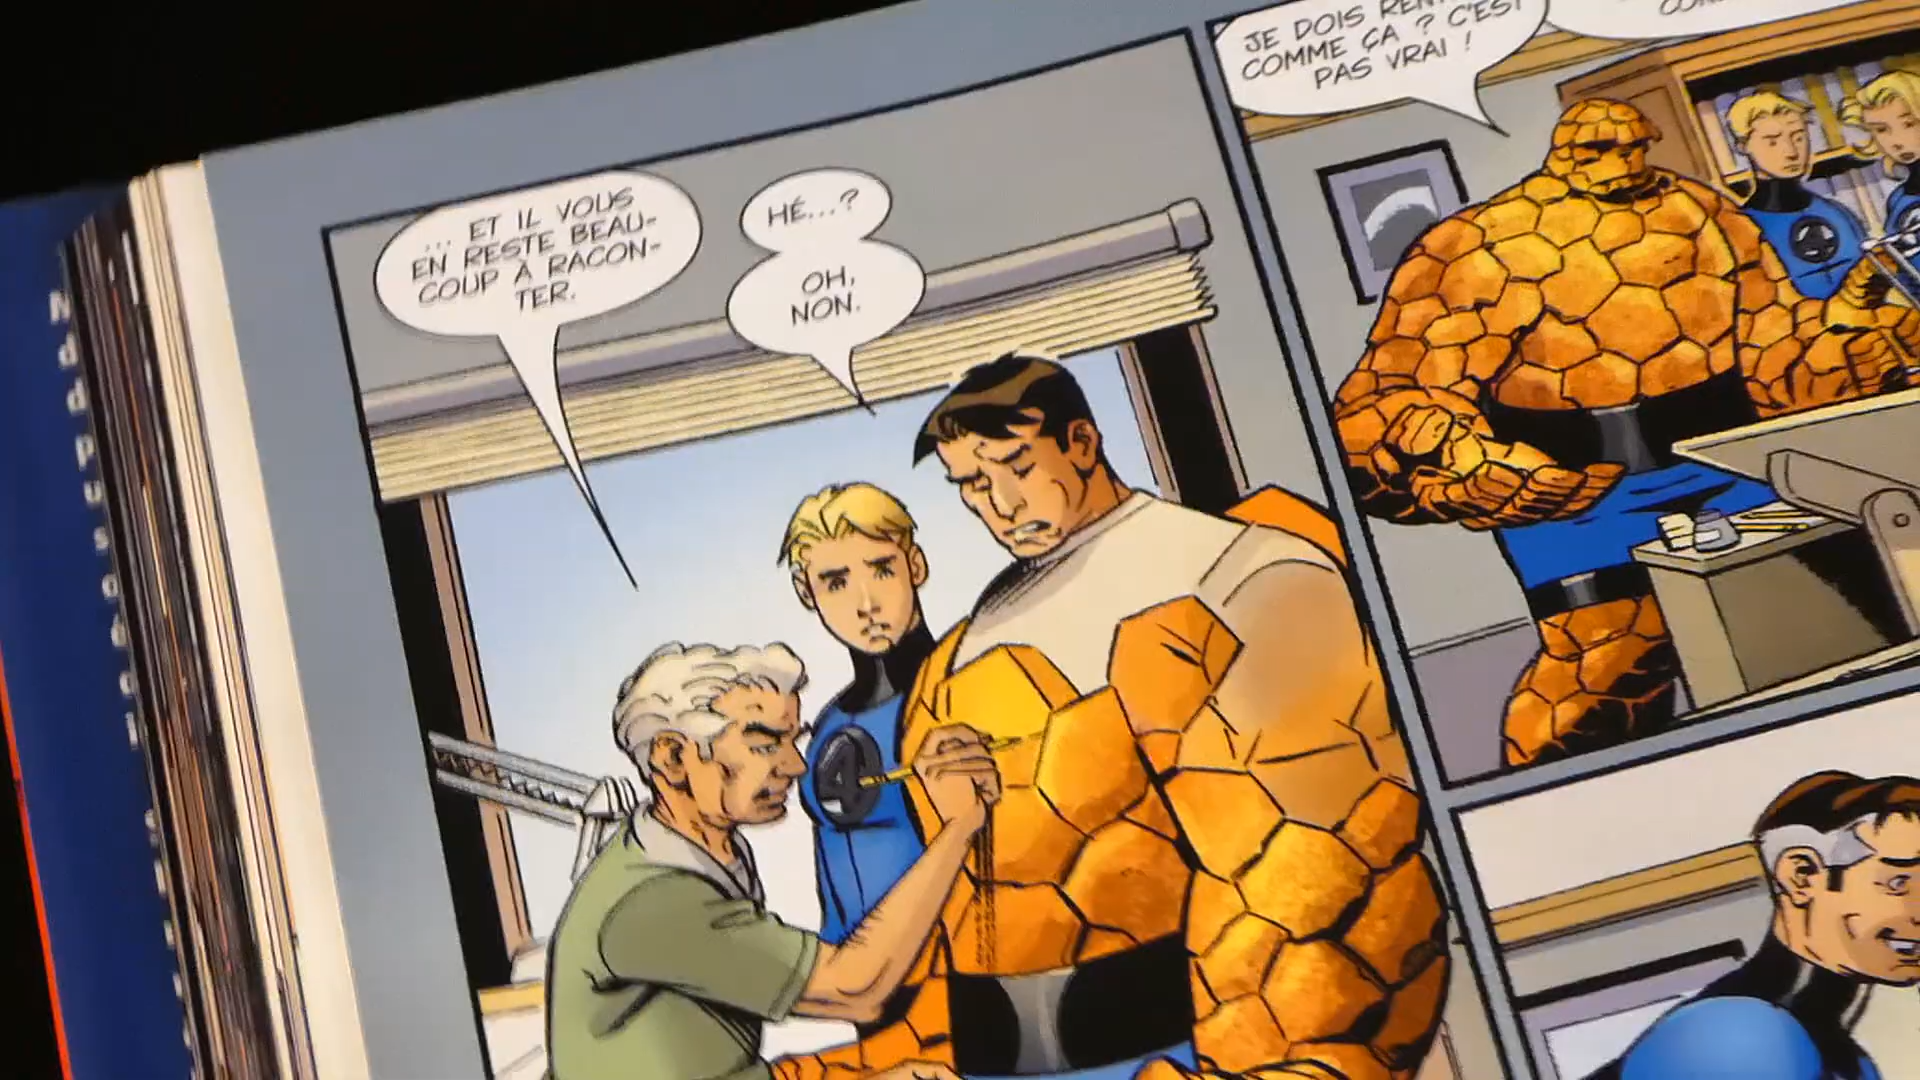 ... ET IL VOUS
EN RESTE BEAU-
COUP À RACON-
TER.
HÉ...?
OH,
NON.
JE DOIS
COMME ÇA ? C'EST
PAS VRAI !
4